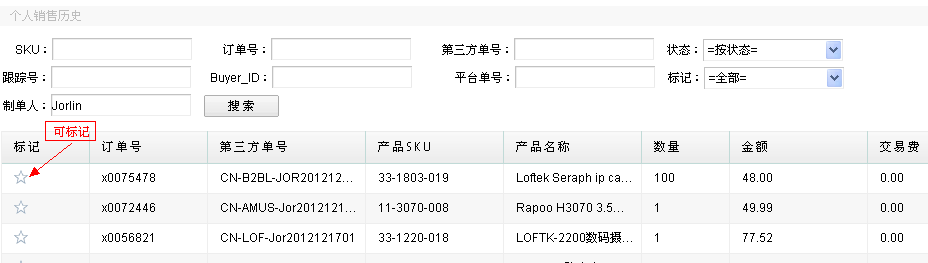 个人销售历史
SKU： 订单号： 第三方单号： 状态： =按状态=
跟踪号： Buyer_ID： 平台单号： 标记： =全部=
制单人： Jorlin 搜索
可标记
标记 订单号 第三方单号 产品SKU 产品名称 数量 金额 交易费
x0075478 CN-B2BL-JOR201212... 33-1803-019 Loftek Seraph ip ca... 100 48.00 0.00
x0072446 CN-AMUS-Jor201212... 11-3070-008 Rapoo H3070 3.5... 1 49.99 0.00
x0056821 CN-LOF-Jor2012121701 33-1220-018 LOFTK-2200数码摄... 1 77.52 0.00